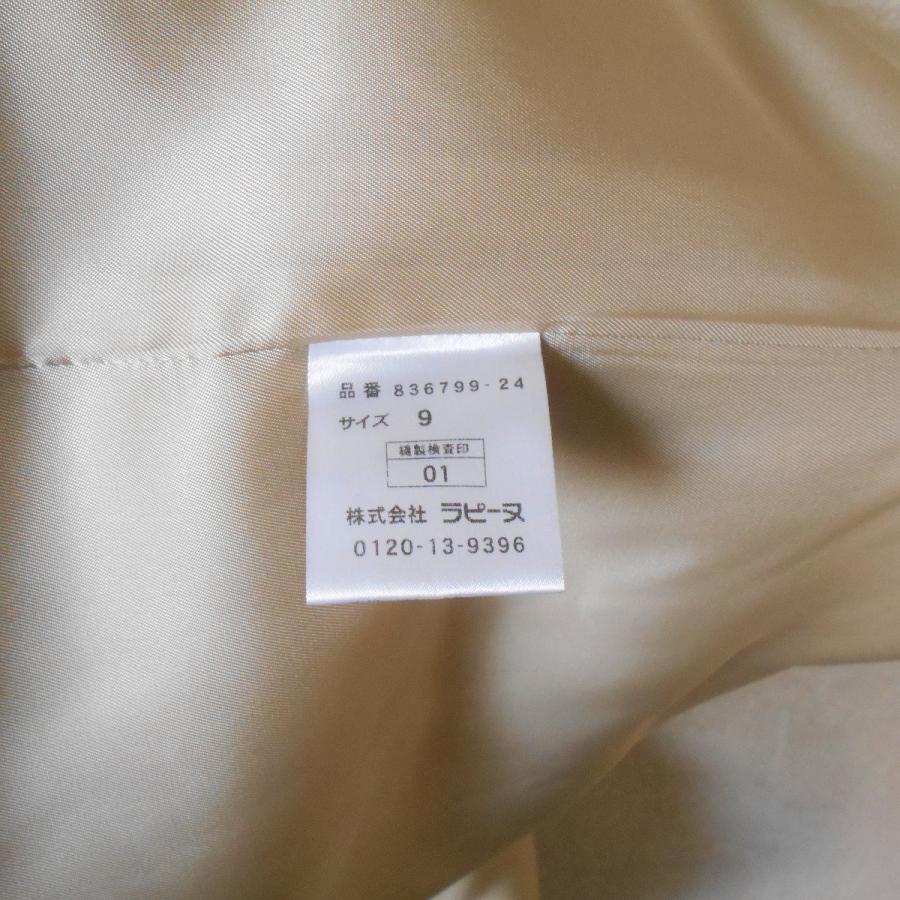 品番 836799-24
サイズ 9
縫製検査印
01
株式会社 ラピーヌ
0120-13-9396